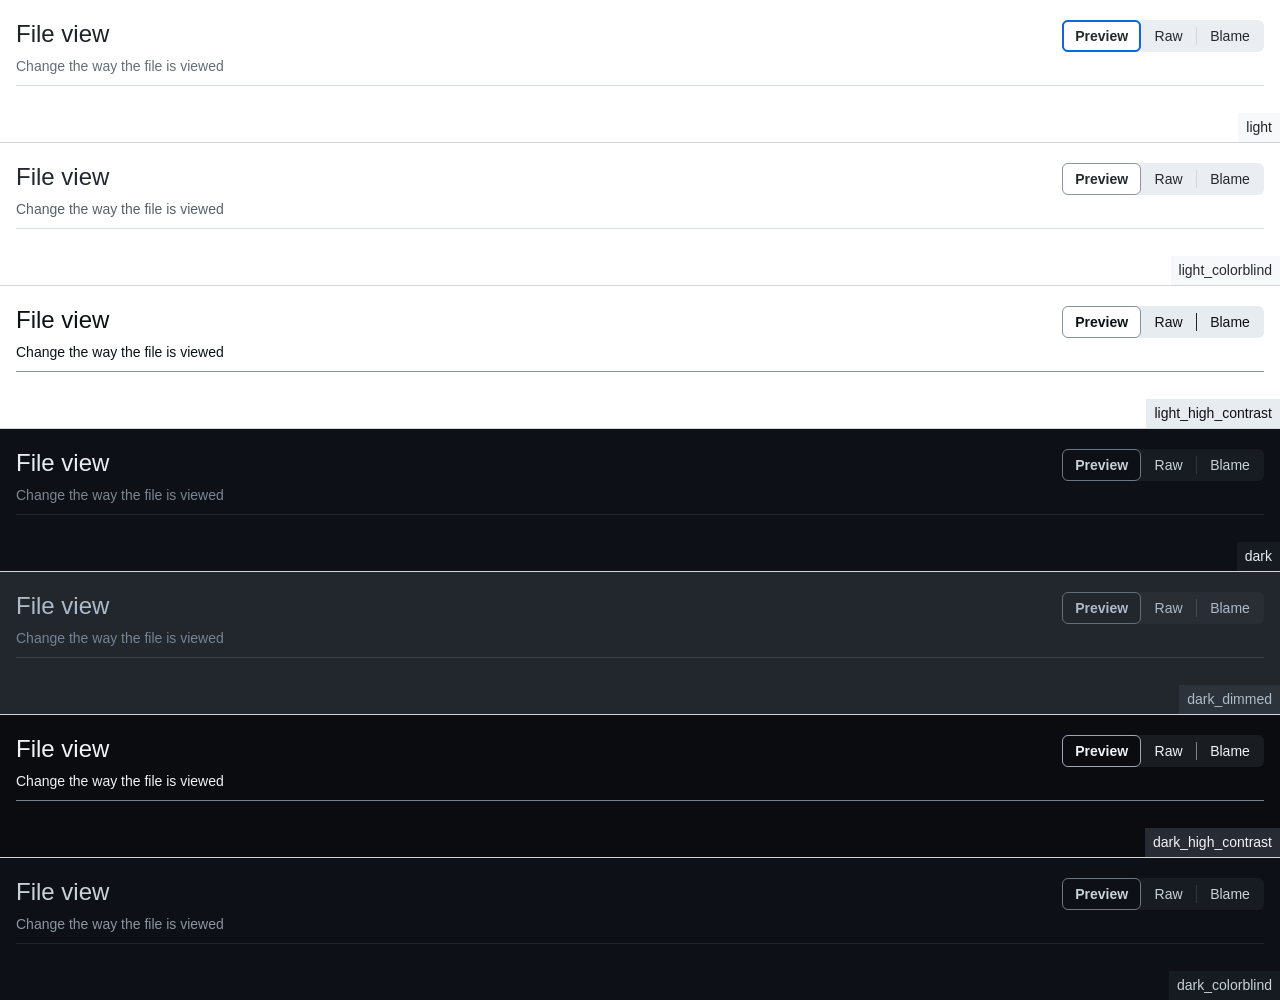 File view
Preview Raw Blame
Change the way the file is viewed
light
File view
Preview Raw Blame
Change the way the file is viewed
light_colorblind
File view
Preview Raw Blame
Change the way the file is viewed
light_high_contrast
File view
Preview Raw Blame
Change the way the file is viewed
dark
File view
Preview Raw Blame
Change the way the file is viewed
dark_dimmed
File view
Preview Raw Blame
Change the way the file is viewed
dark_high_contrast
File view
Preview Raw Blame
Change the way the file is viewed
dark_colorblind